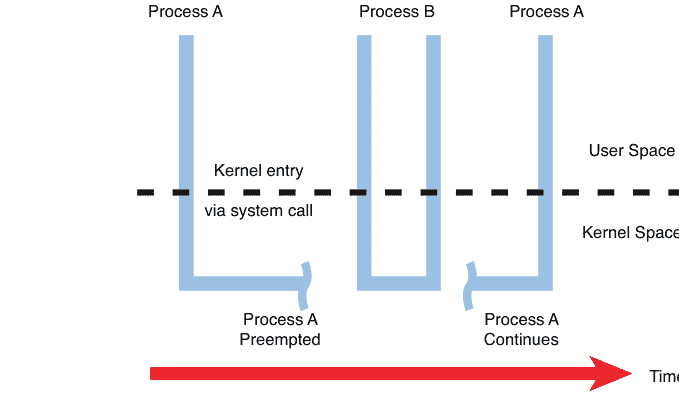 Process A
Process B
Process A
Kernel entry
via system call
User Space
Kernel Space
Process A
Preempted
Process A
Continues
Time